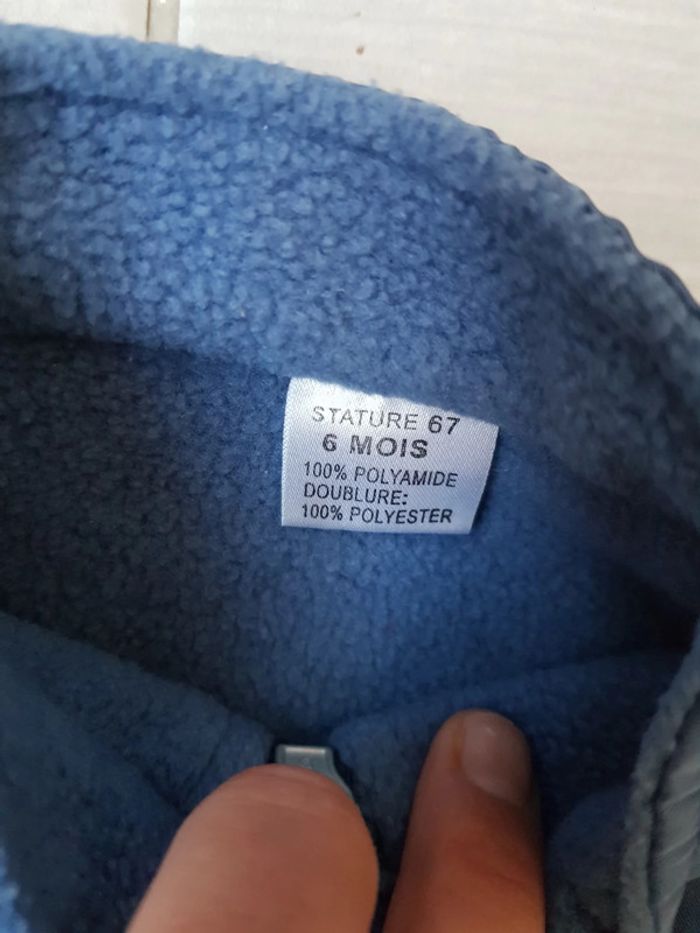 STATURE 67
6 MOIS
100% POLYAMIDE
DOUBLURE:
100% POLYESTER